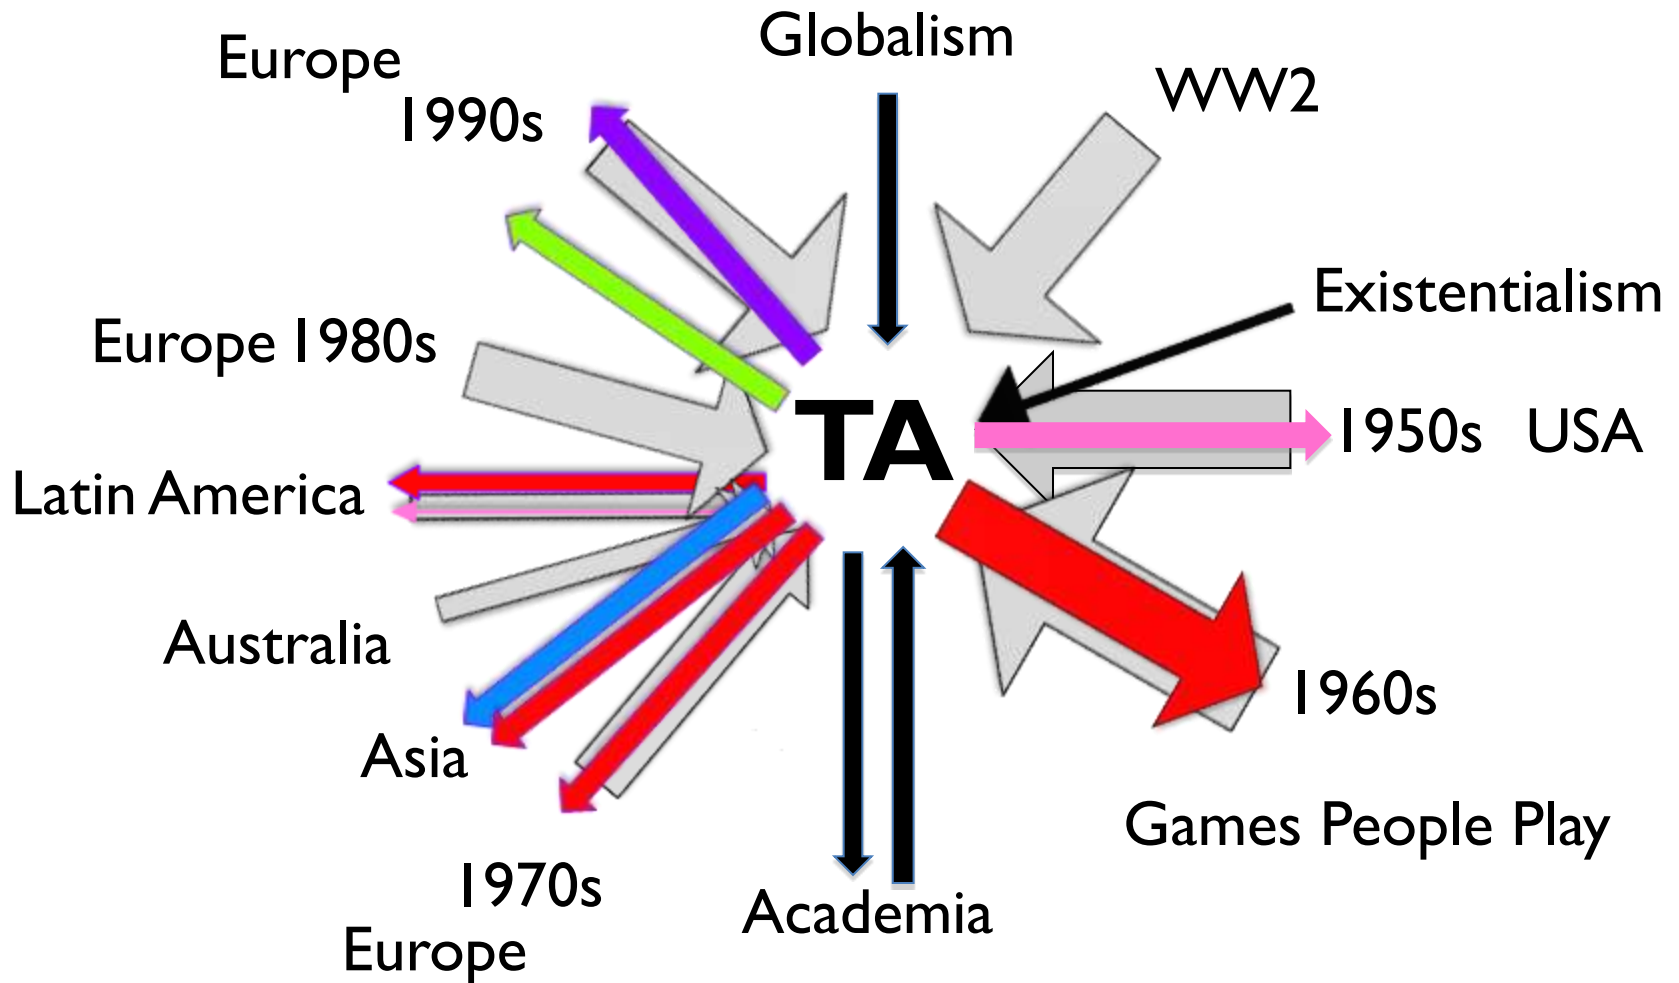 Globalism
Europe
1990s
WW2
Existentialism
Europe 1980s
TA
1950s USA
Latin America
Australia
1960s
Asia
Games People Play
1970s
Europe
Academia